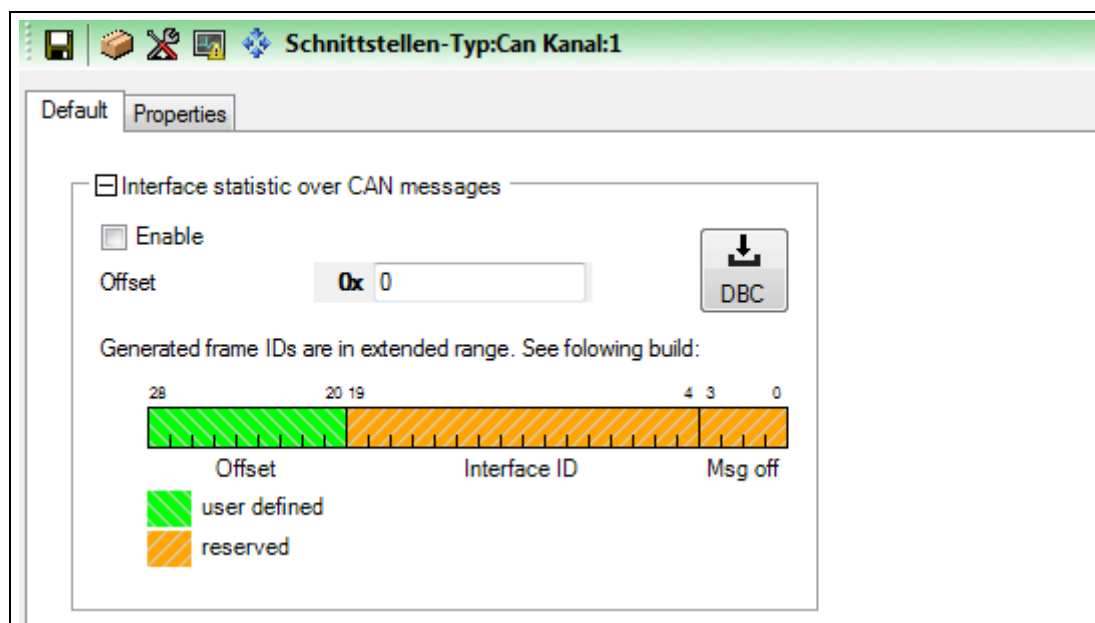 Schnittstellen-Typ:Can Kanal:1
Default Properties
Interface statistic over CAN messages
Enable
Offset 0x 0
DBC
Generated frame IDs are in extended range. See folowing build:
28 20 19 4 3 0
Offset Interface ID Msg off
user defined
reserved